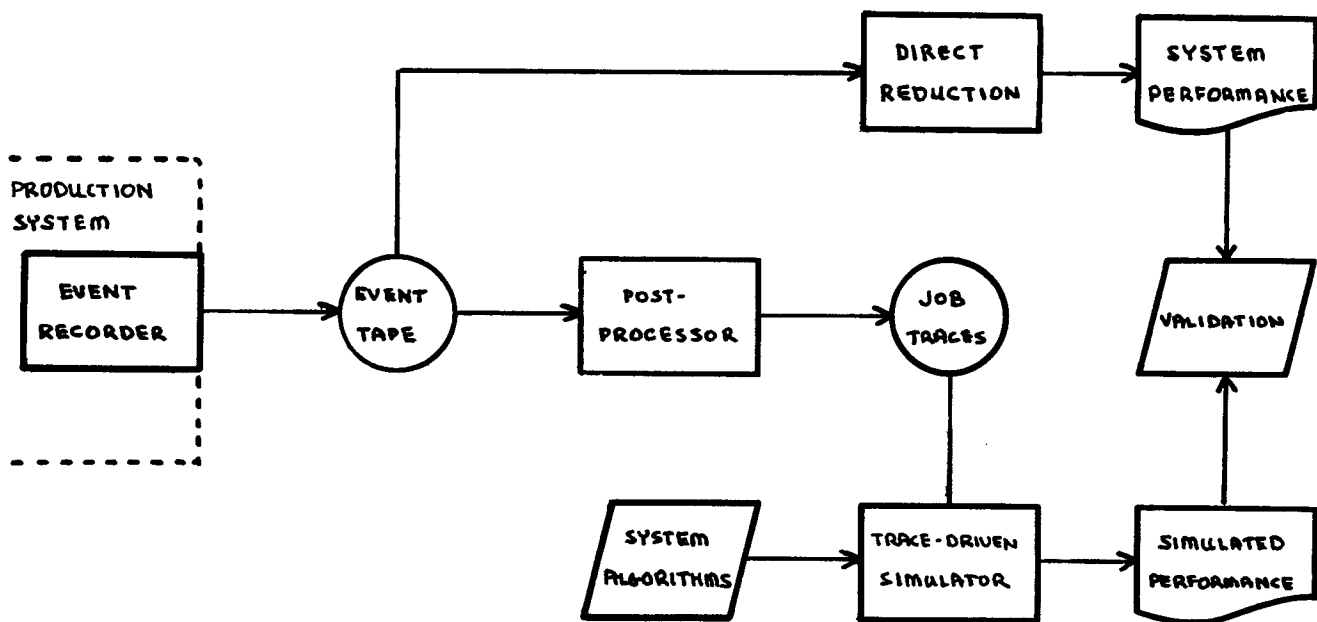 DIRECT
REDUCTION
SYSTEM
PERFORMANCE
PRODUCTION
SYSTEM
EVENT
RECORDER
EVENT
TAPE
POST-
PROCESSOR
JOB
TRACES
VALIDATION
SYSTEM
ALGORITHMS
TRACE-DRIVEN
SIMULATOR
SIMULATED
PERFORMANCE